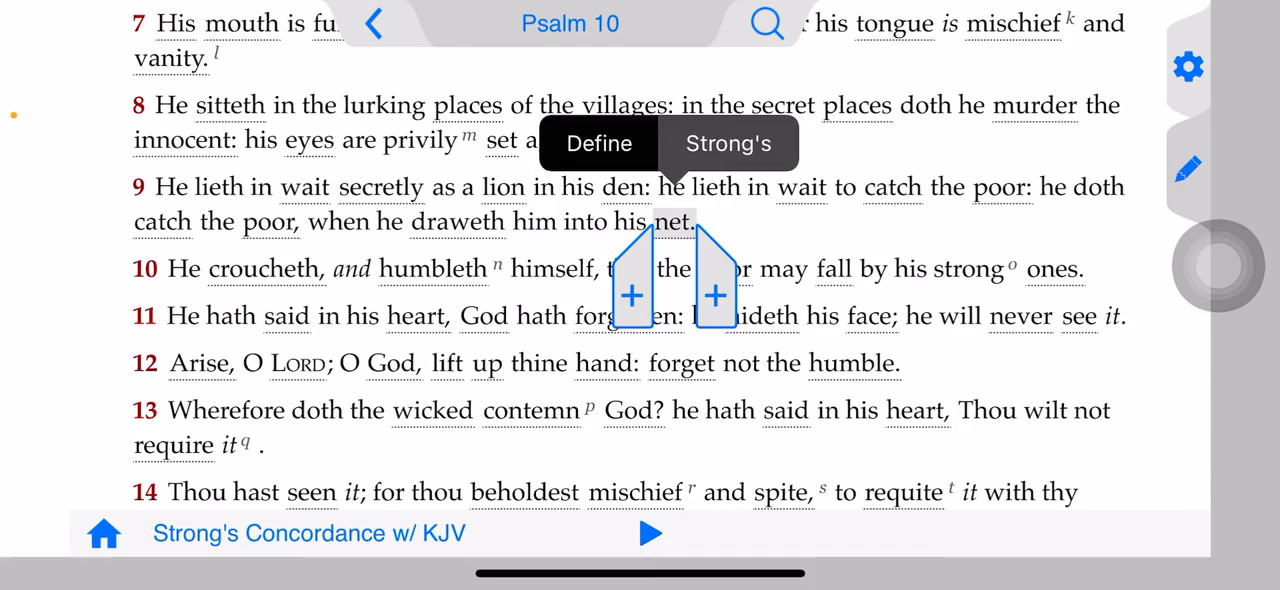 Psalm 10
7 His mouth is his tongue is mischief k and
vanity. l
8 He sitteth in the lurking places of the villages: in the secret places doth he murder the
innocent: his eyes are privily m set
Define Strong's
9 He lieth in wait secretly as a lion in his den: he lieth in wait to catch the poor: he doth
catch the poor, when he draweth him into his net.
10 He croucheth, and humbleth n himself, the may fall by his strong o ones.
11 He hath said in his heart, God hath his face; he will never see it.
12 Arise, O LORD; O God, lift up thine hand: forget not the humble.
13 Wherefore doth the wicked contemn p God? he hath said in his heart, Thou wilt not
require it q .
14 Thou hast seen it; for thou beholdest mischief r and spite, s to requite t it with thy
Strong's Concordance w/ KJV